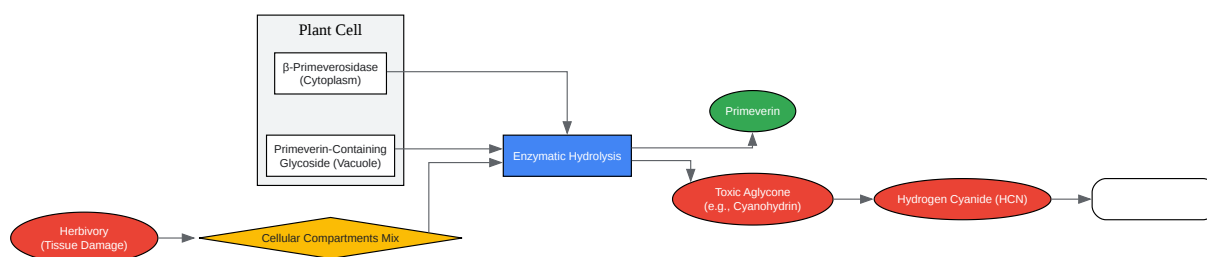 Plant Cell
β-Primeverosidase
(Cytoplasm)
Primeverin
Primeverin-Containing
Glycoside (Vacuole)
Enzymatic Hydrolysis
Toxic Aglycone
(e.g., Cyanohydrin)
Hydrogen Cyanide (HCN)
Herbivory
(Tissue Damage)
Cellular Compartments Mix